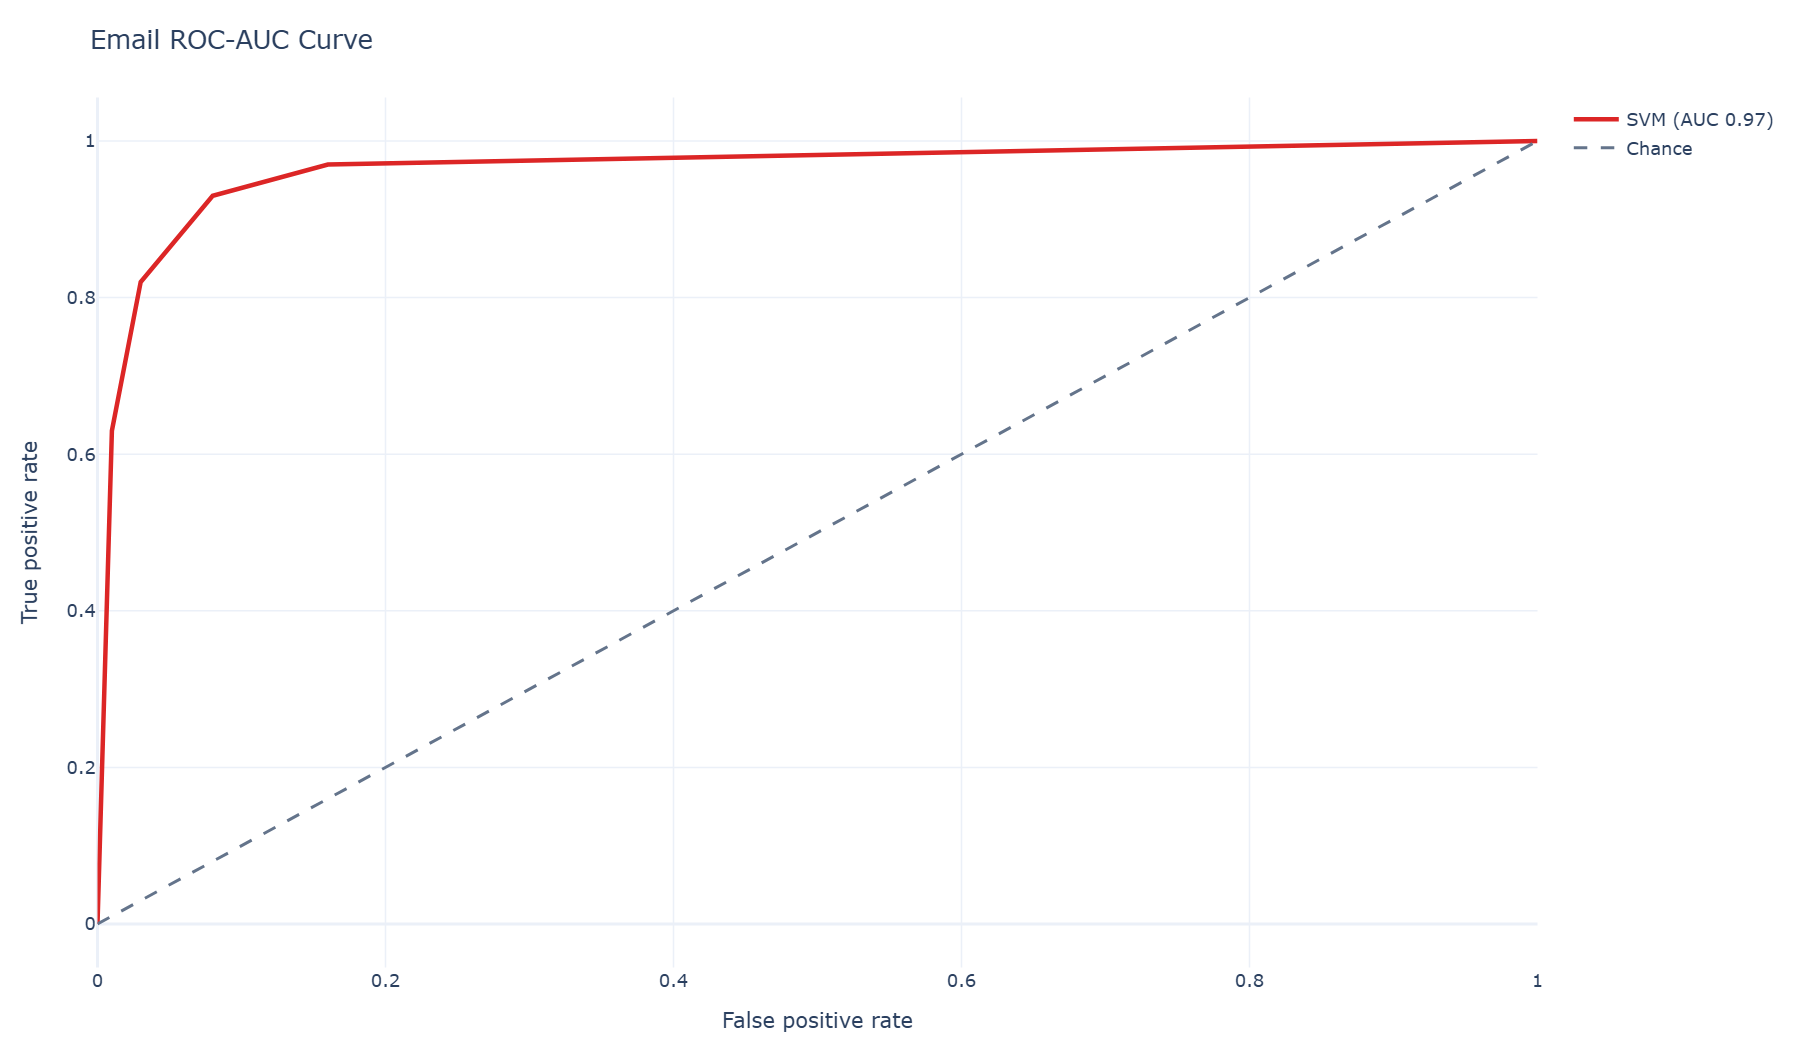 Email ROC-AUC Curve
SVM (AUC 0.97)
Chance
True positive rate
1
0.8
0.6
0.4
0.2
0
0
0.2
0.4
0.6
0.8
1
False positive rate